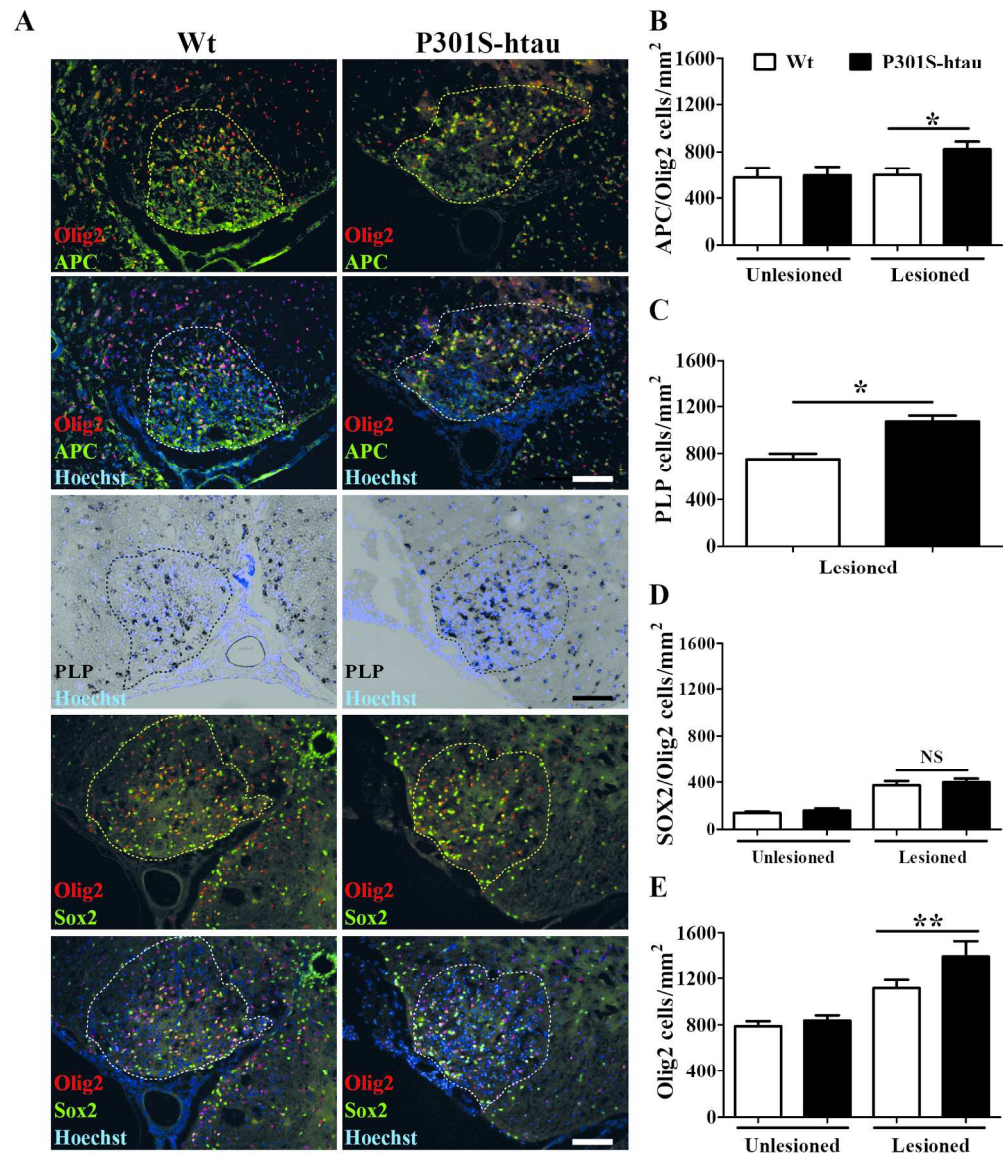 A
Wt
P301S-htau
Olig2
APC
Olig2
APC
Olig2
APC
Hoechst
Olig2
APC
Hoechst
PLP
Hoechst
PLP
Hoechst
Olig2
Sox2
Olig2
Sox2
Olig2
Sox2
Hoechst
Olig2
Sox2
Hoechst
B
Wt
P301S-htau
APC/Olig2 cells/mm²
1600
1200
800
400
0
*
Unlesioned
Lesioned
C
PLP cells/mm²
1600
1200
800
400
0
*
Lesioned
D
SOX2/Olig2 cells/mm²
1600
1200
800
400
0
NS
Unlesioned
Lesioned
E
Olig2 cells/mm²
1600
1200
800
400
0
**
Unlesioned
Lesioned